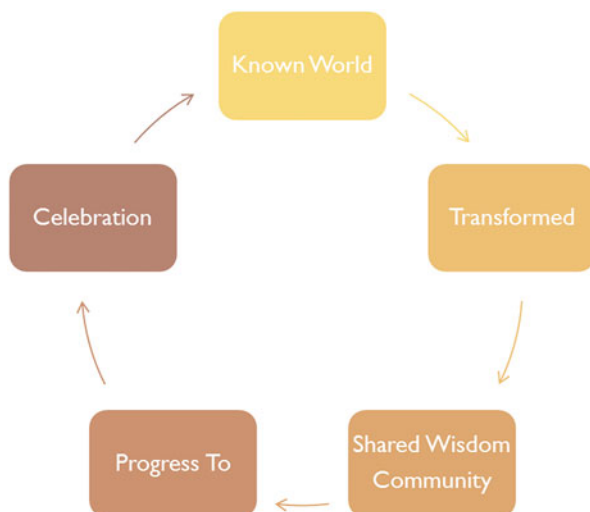 Known World
Transformed
Shared Wisdom
Community
Progress To
Celebration